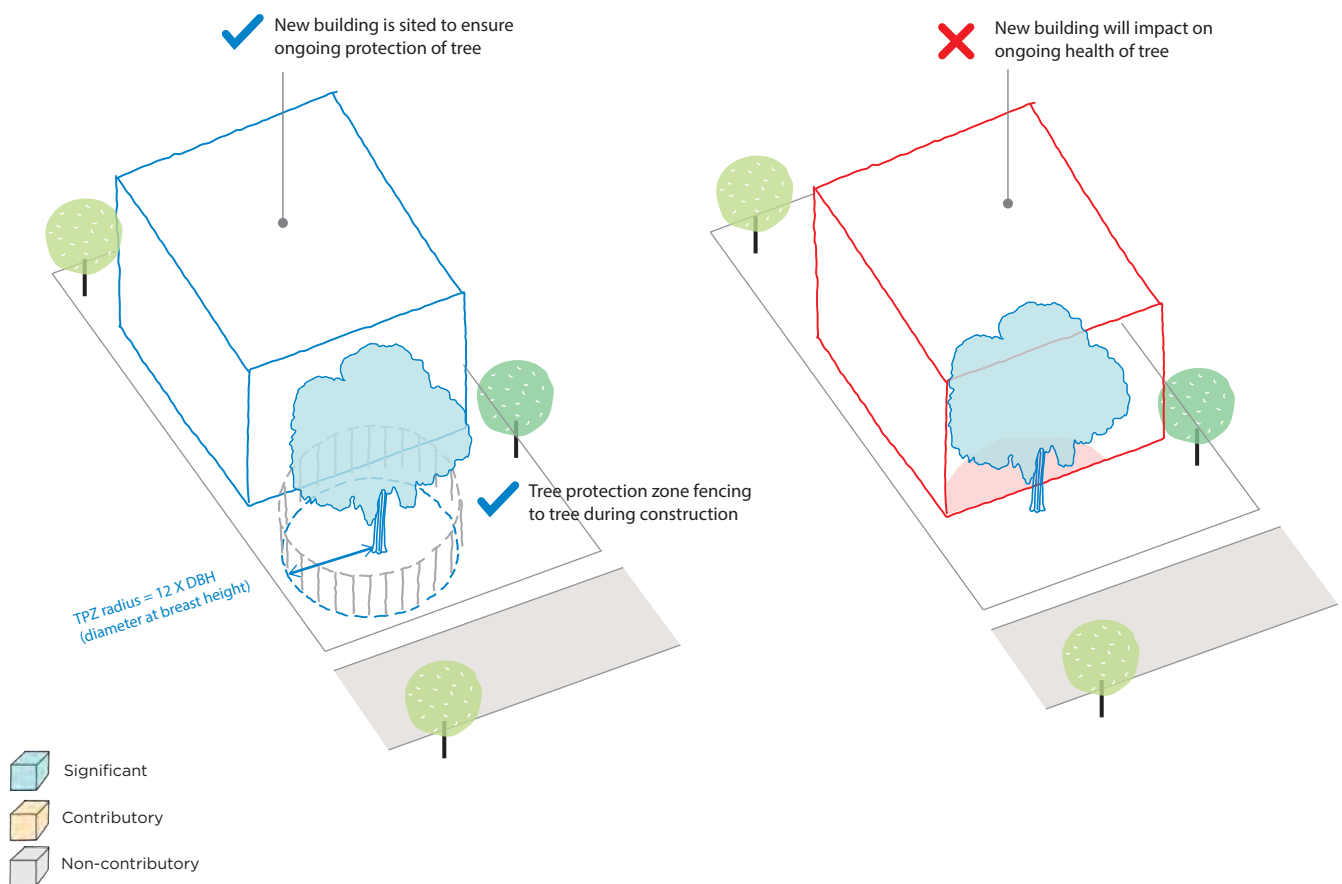 New building is sited to ensure
ongoing protection of tree
New building will impact on
ongoing health of tree
Tree protection zone fencing
to tree during construction
TPZ radius = 12 X DBH
(diameter at breast height)
Significant
Contributory
Non-contributory